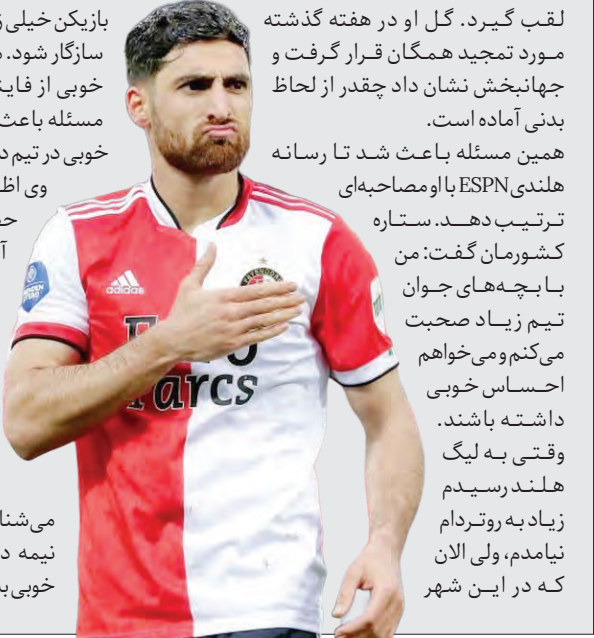 لقب گیرد. گل او در هفته گذشته
مورد تمجید همگان قرار گرفت و
جهانبخش نشان داد چقدر از لحاظ
بدنی آماده است.
همین مسئله باعث شد تا رسانه
هلندی ESPN با او مصاحبه‌ای
ترتیب دهد. ستاره
کشورمان گفت: من
با بچه‌های جوان
تیم زیاد صحبت
می‌کنم و می‌خواهم
احساس خوبی
داشته باشند.
وقتی به لیگ
هلند رسیدم
زیاد به روتردام
نیامدم، ولی الان
که در این شهر
بازیکن خیلی
سازگار شود.
خوبی از
مسئله باعث
خوبی در تیم
وی
نیمه
خوبی
adidas
Parcs